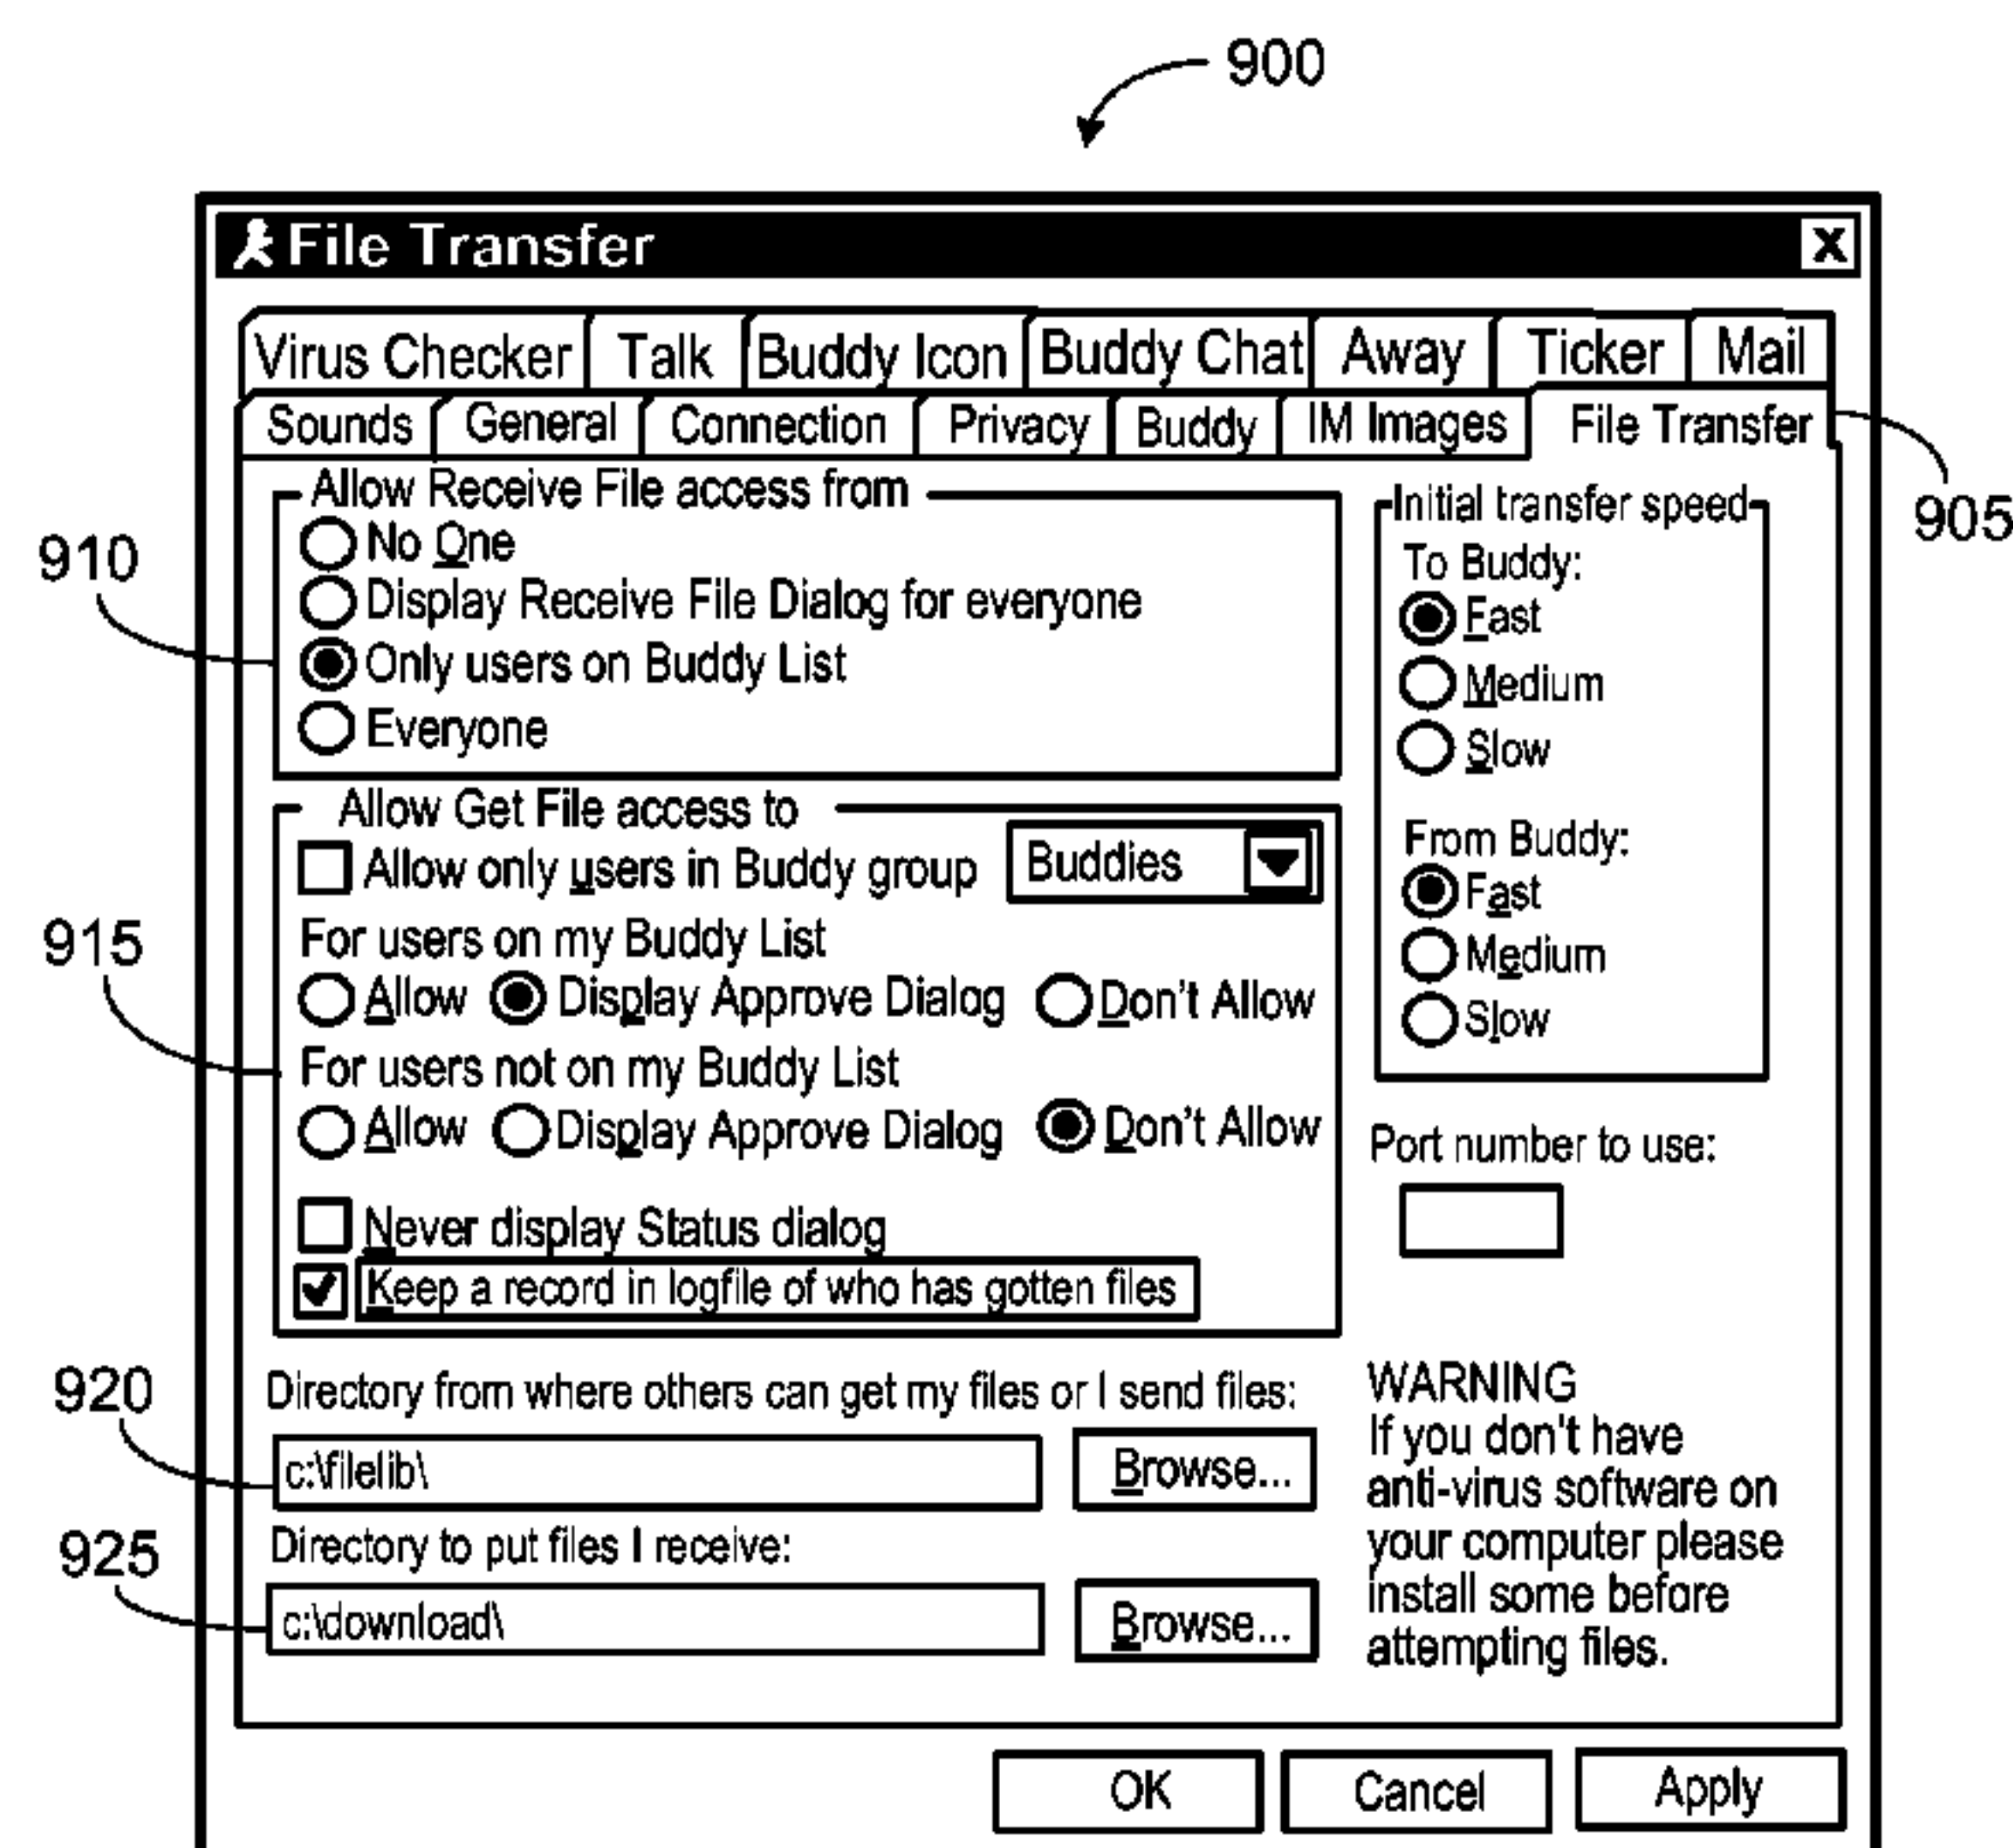 900
File Transfer X
Virus Checker Talk Buddy Icon Buddy Chat Away Ticker Mail
Sounds General Connection Privacy Buddy IM Images File Transfer
905
910
Allow Receive File access from
No One
Display Receive File Dialog for everyone
Only users on Buddy List
Everyone
Initial transfer speed
To Buddy:
Fast
Medium
Slow
From Buddy:
Fast
Medium
Slow
915
Allow Get File access to
Allow only users in Buddy group Buddies
For users on my Buddy List
Allow Display Approve Dialog Don't Allow
For users not on my Buddy List
Allow Display Approve Dialog Don't Allow
Never display Status dialog
Keep a record in logfile of who has gotten files
Port number to use:
920
Directory from where others can get my files or I send files:
c:\filelib\ Browse...
925
Directory to put files I receive:
c:\download\ Browse...
WARNING
If you don't have
anti-virus software on
your computer please
install some before
attempting files.
OK Cancel Apply